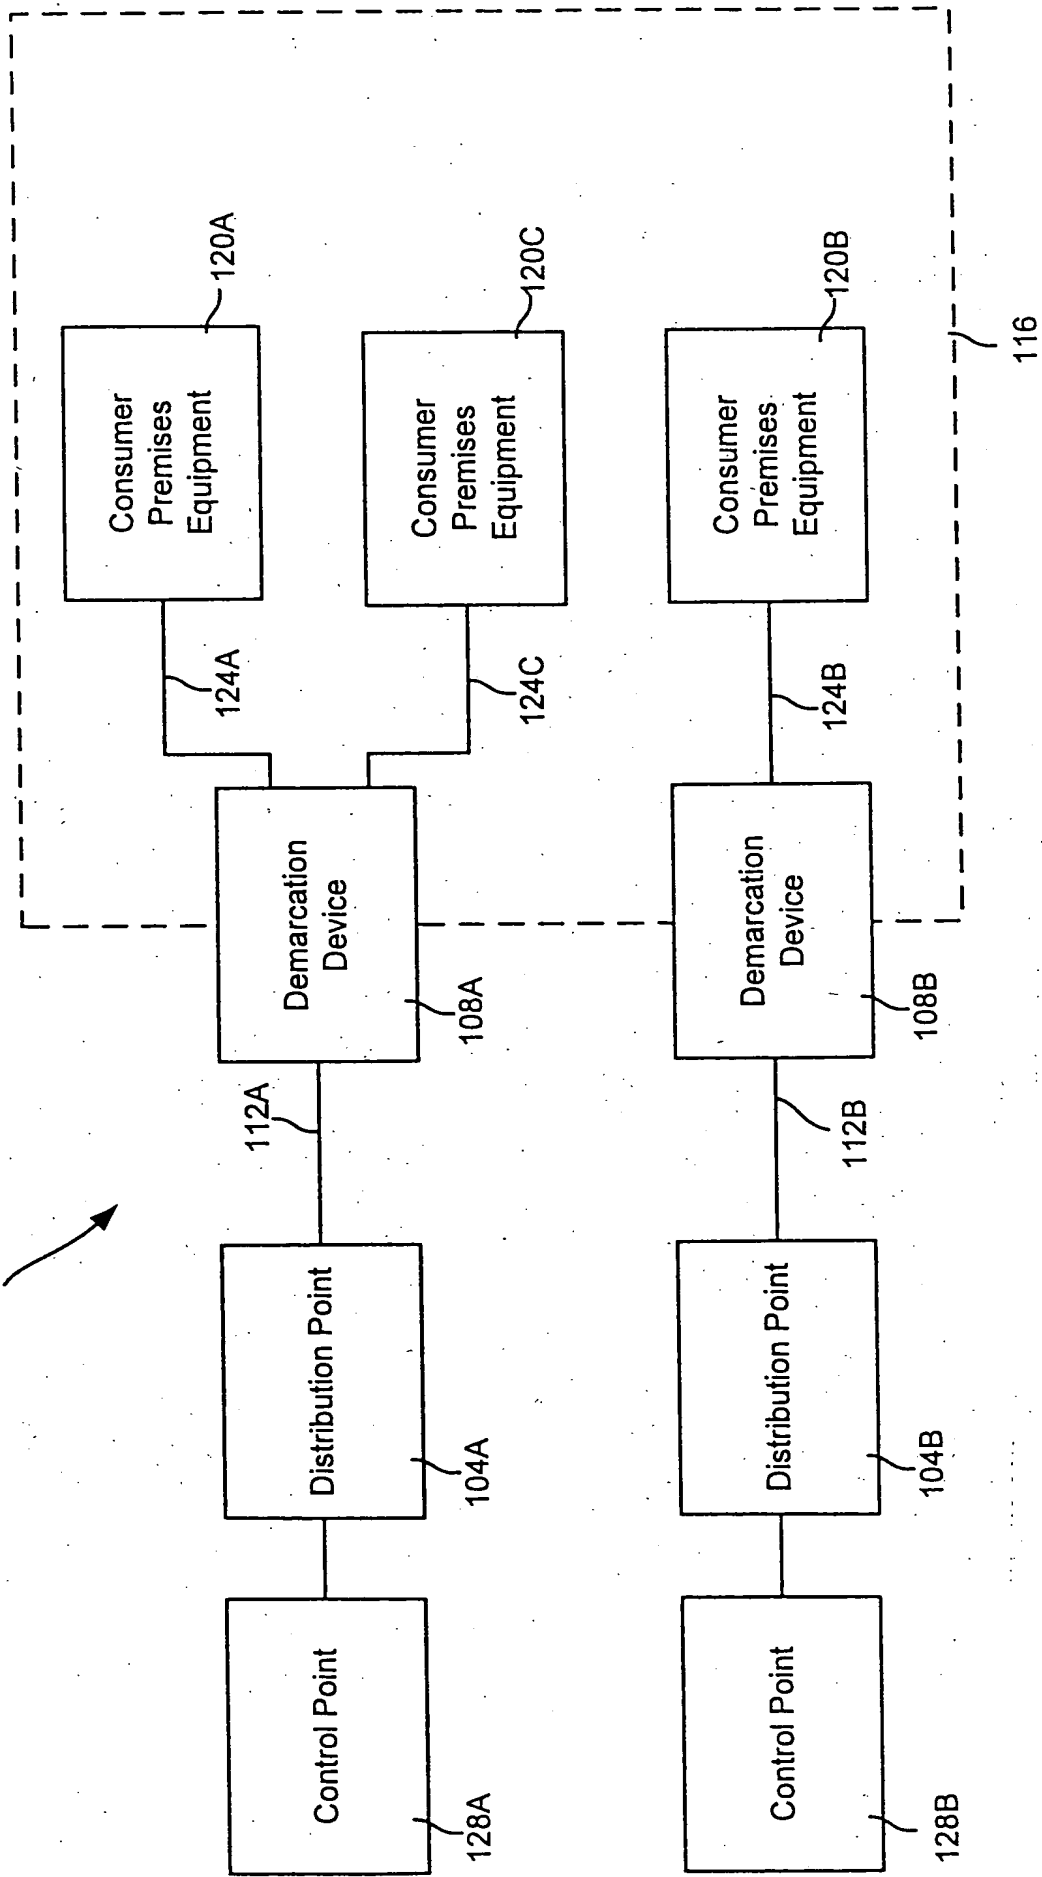 Consumer
Premises
Equipment
120A
124A
Consumer
Premises
Equipment
120C
124C
Demarcation
Device
108A
112A
Distribution Point
104A
Control Point
128A
Consumer
Premises
Equipment
120B
124B
Demarcation
Device
108B
112B
Distribution Point
104B
Control Point
128B
116